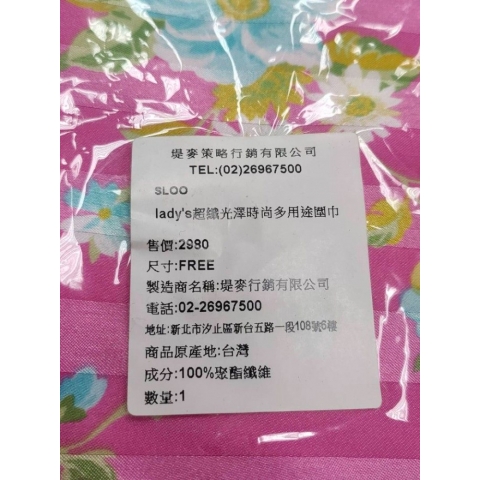 堤麥策略行銷有限公司
TEL:(02)26967500
SLOO
lady's超纖光澤時尚多用途圍巾
售價:2980
尺寸:FREE
製造商名稱:堤麥行銷有限公司
電話:02-26967500
地址:新北市汐止區新台五路一段108號6樓
商品原產地:台灣
成分:100%聚酯纖維
數量:1